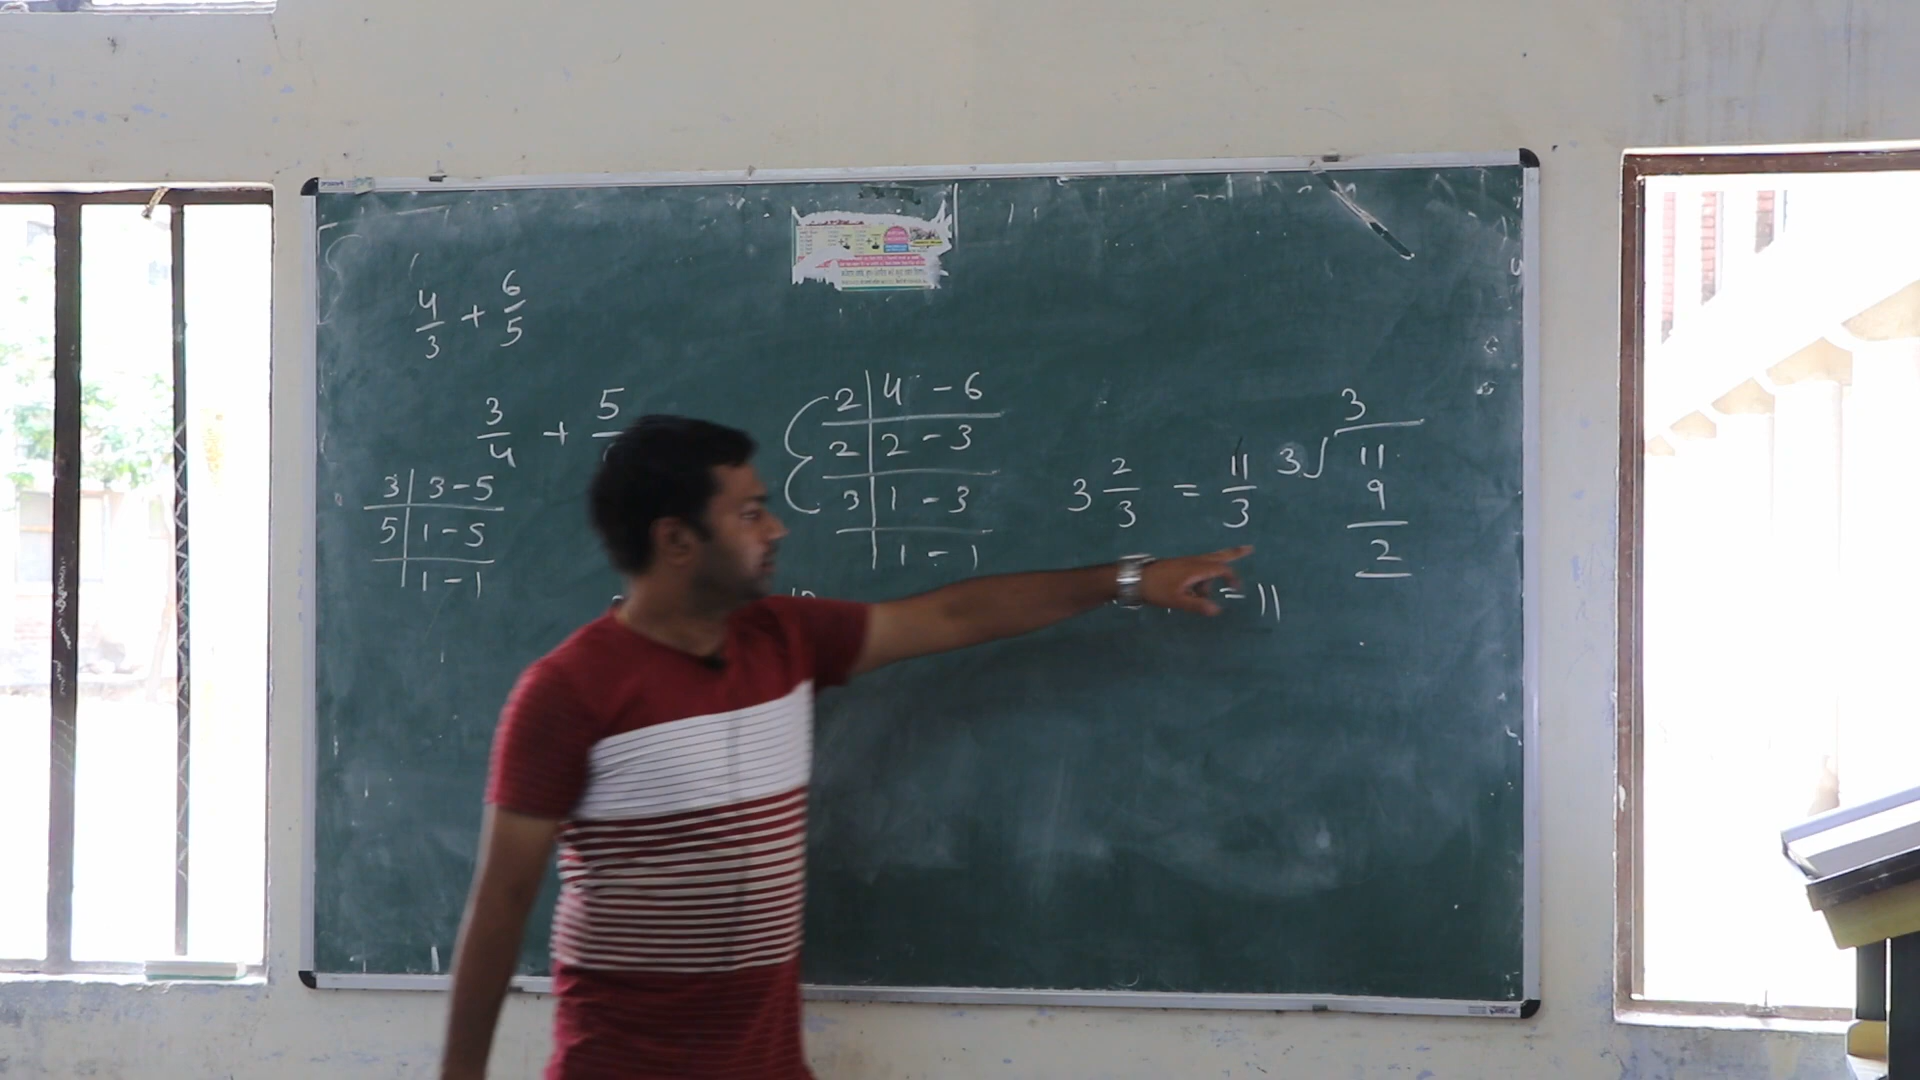 4/3 + 6/5
3/4 + 5/
3 | 3 - 5
5 | 1 - 5
1 - 1
2 | 4 - 6
2 | 2 - 3
3 | 1 - 3
1 - 1
3 2/3 = 11/3
= 11
3
3 ) 11
9
2